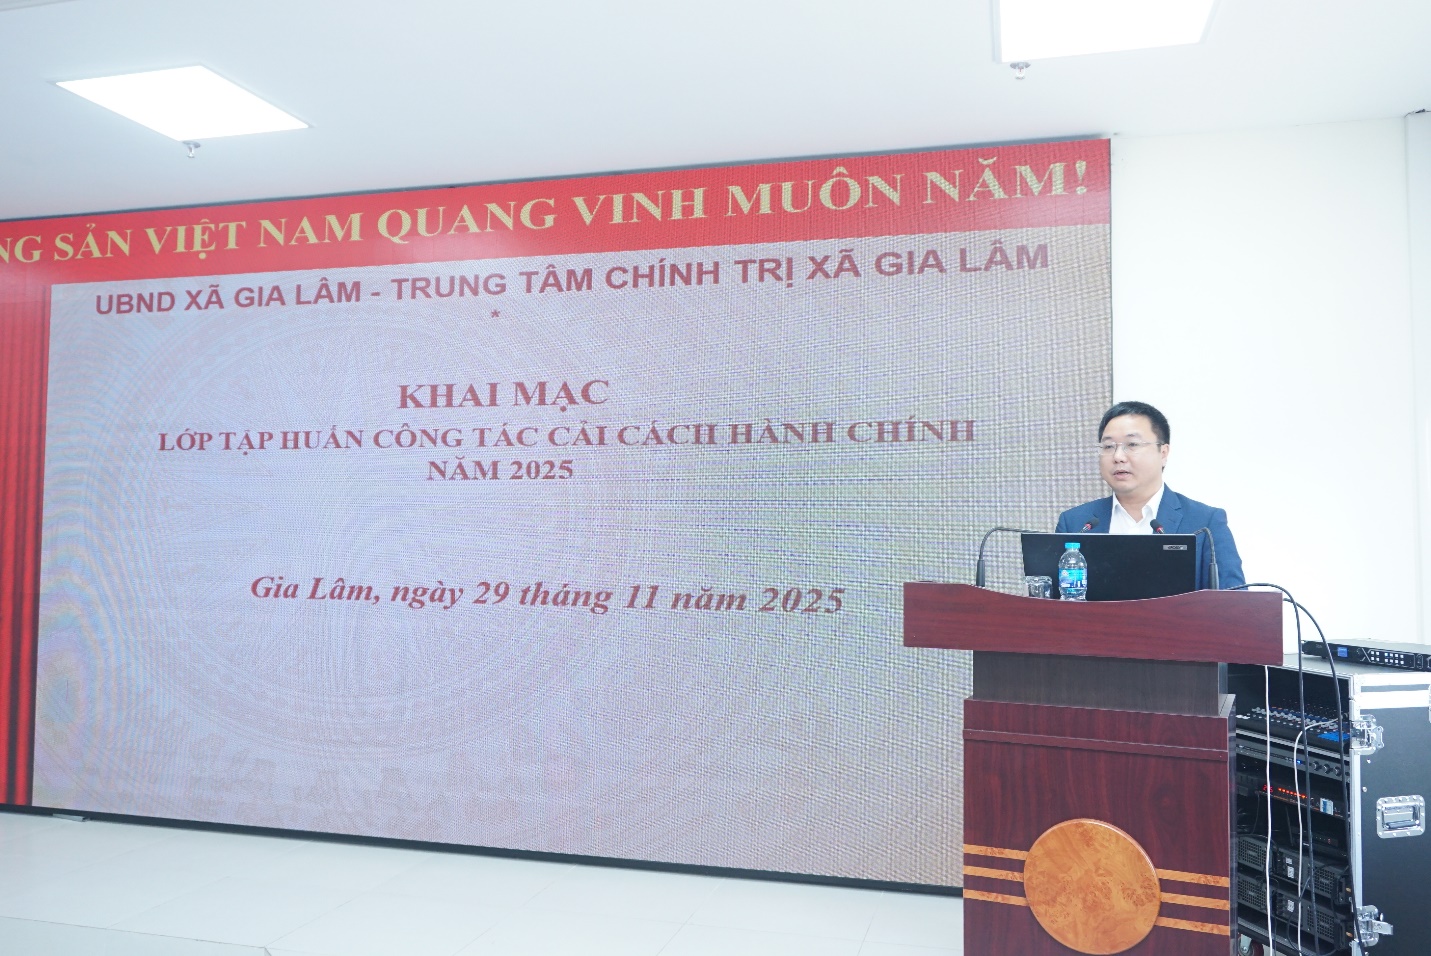 NG SẢN VIỆT NAM QUANG VINH MUÔN NĂM!
UBND XÃ GIA LÂM - TRUNG TÂM CHÍNH TRỊ XÃ GIA LÂM
*
KHAI MẠC
LỚP TẬP HUẤN CÔNG TÁC CẢI CÁCH HÀNH CHÍNH
NĂM 2025
Gia Lâm, ngày 29 tháng 11 năm 2025
acer